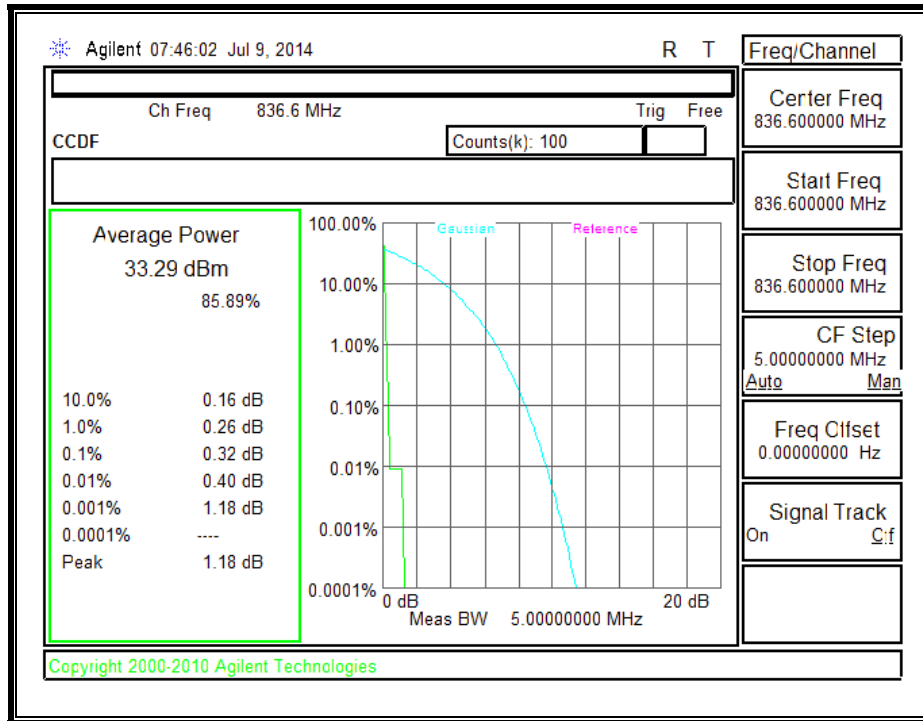 Agilent 07:46:02 Jul 9, 2014 R T
Freq/Channel
Ch Freq 836.6 MHz Trig Free
CCDF Counts(k): 100
Average Power
33.29 dBm
85.89%
10.0% 0.16 dB
1.0% 0.26 dB
0.1% 0.32 dB
0.01% 0.40 dB
0.001% 1.18 dB
0.0001% ----
Peak 1.18 dB
Gaussian Reference
100.00%
10.00%
1.00%
0.10%
0.01%
0.001%
0.0001%
0 dB 20 dB
Meas BW 5.00000000 MHz
Center Freq
836.600000 MHz
Start Freq
836.600000 MHz
Stop Freq
836.600000 MHz
CF Step
5.00000000 MHz
Auto Man
Freq Offset
0.00000000 Hz
Signal Track
On Off
Copyright 2000-2010 Agilent Technologies